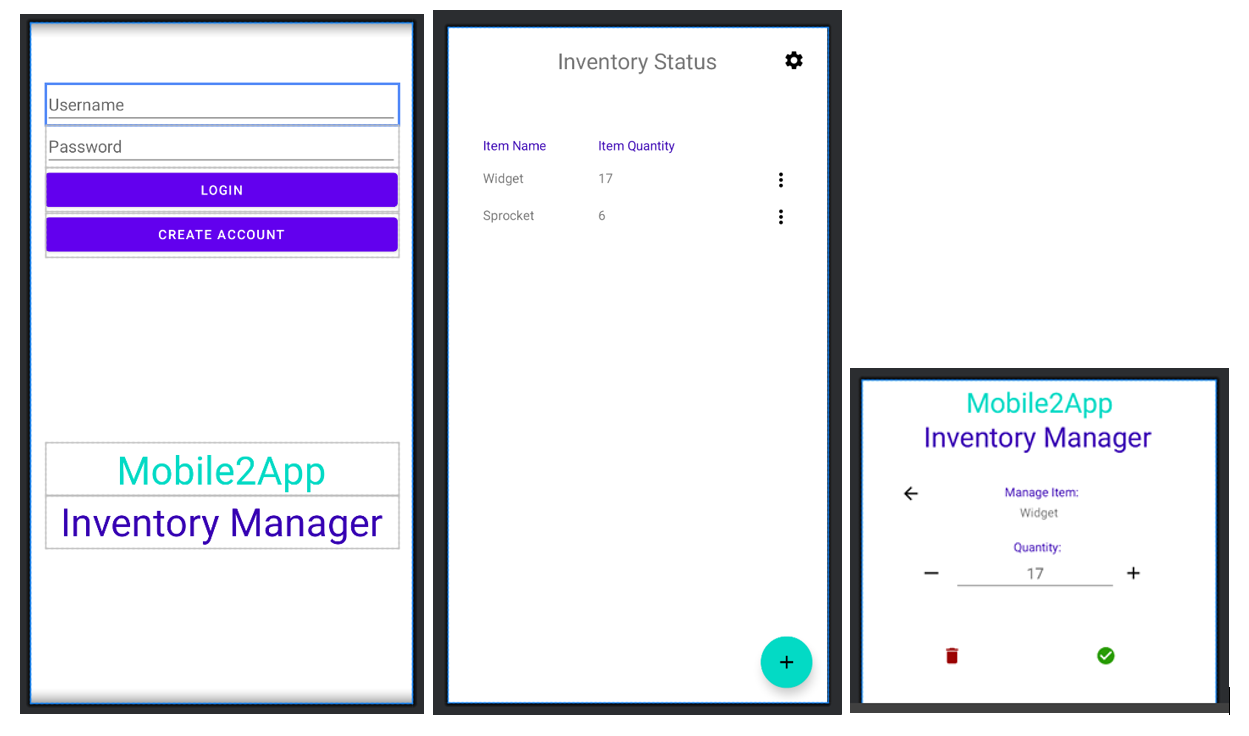 Username
Password
LOGIN
CREATE ACCOUNT
Mobile2App
Inventory Manager
Inventory Status
Item Name Item Quantity
Widget 17
Sprocket 6
Mobile2App
Inventory Manager
Manage Item:
Widget
Quantity:
17